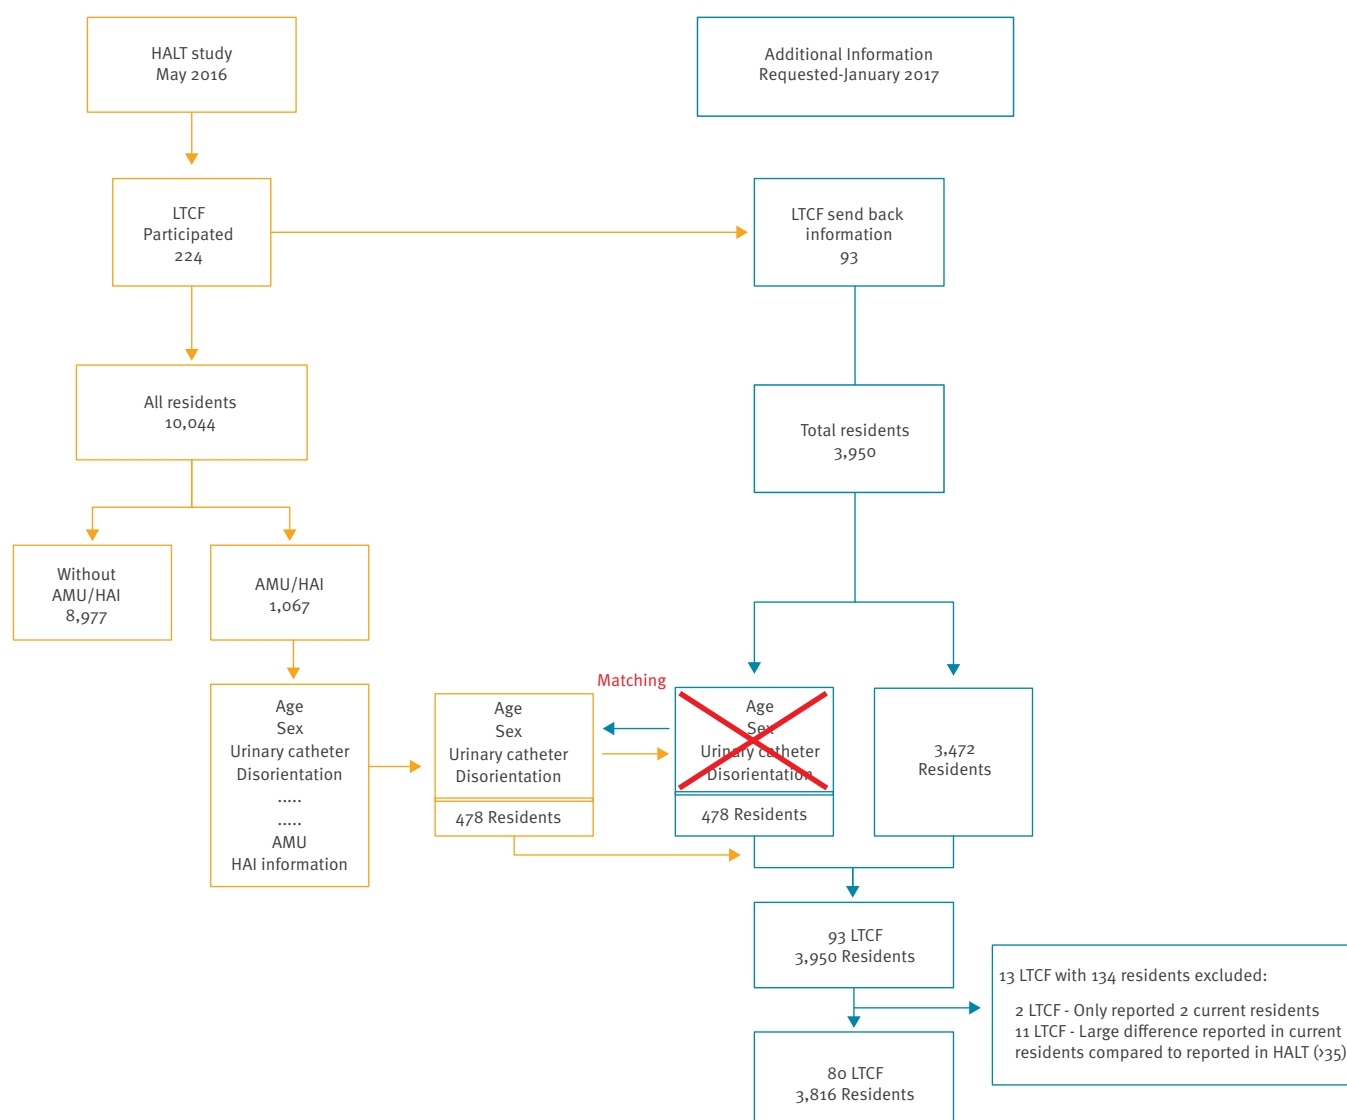 HALT study
May 2016
Additional Information
Requested-January 2017
LTCF
Participated
224
LTCF send back
information
93
All residents
10,044
Total residents
3,950
Without
AMU/HAI
8,977
AMU/HAI
1,067
Matching
Age
Sex
Urinary catheter
Disorientation
.....
.....
AMU
HAI information
Age
Sex
Urinary catheter
Disorientation
478 Residents
Age
Sex
Urinary catheter
Disorientation
478 Residents
3,472
Residents
93 LTCF
3,950 Residents
13 LTCF with 134 residents excluded:
2 LTCF - Only reported 2 current residents
11 LTCF - Large difference reported in current
residents compared to reported in HALT (>35)
80 LTCF
3,816 Residents